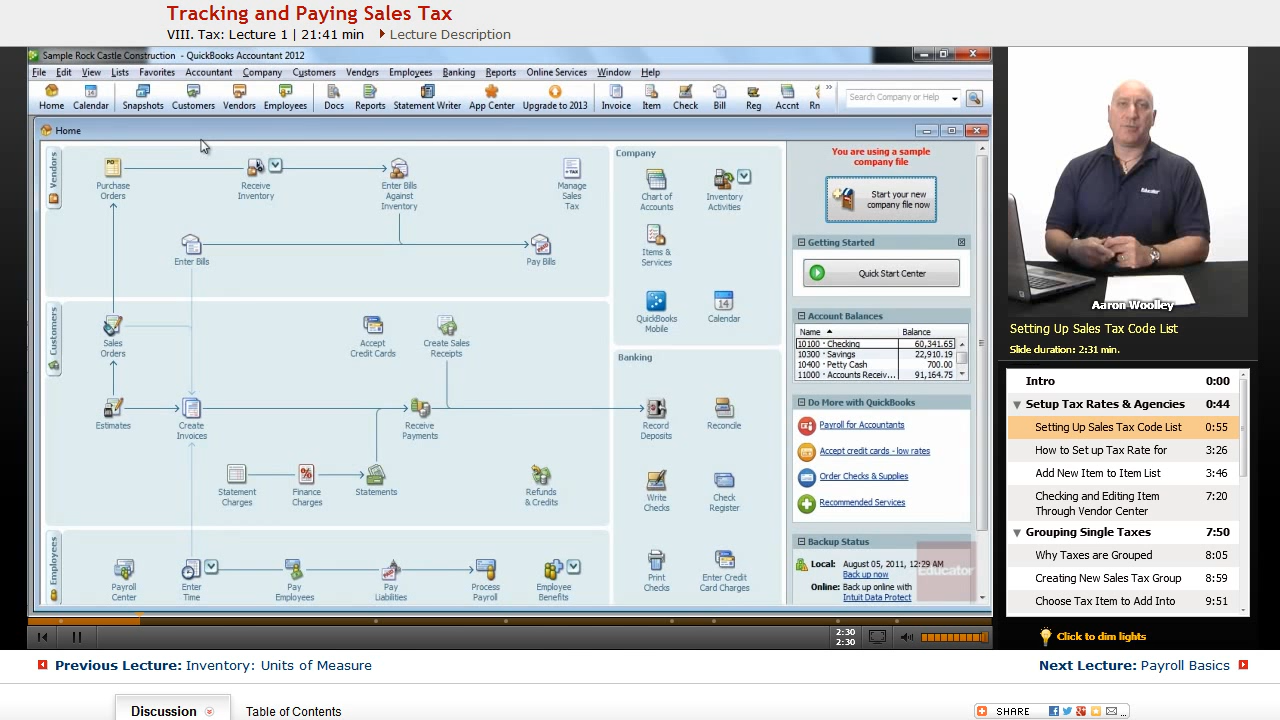 Tracking and Paying Sales Tax
VIII. Tax: Lecture 1 | 21:41 min
Lecture Description
Sample Rock Castle Construction - QuickBooks Accountant 2012
File Edit View Lists Favorites Accountant Company Customers Vendors Employees Banking Reports Online Services Window Help
Home Calendar Snapshots Customers Vendors Employees Docs Reports Statement Writer App Center Upgrade to 2013 Invoice Item Check Bill Reg Accnt Rn
Search Company or Help
Home
Vendors
Purchase
Orders
Receive
Inventory
Enter Bills
Against
Inventory
Manage
Sales
Tax
Enter Bills
Pay Bills
Customers
Sales
Orders
Accept
Credit Cards
Create Sales
Receipts
Estimates
Create
Invoices
Receive
Payments
Statement
Charges
Finance
Charges
Statements
Refunds
& Credits
Employees
Payroll
Center
Enter
Time
Pay
Employees
Pay
Liabilities
Process
Payroll
Employee
Benefits
Company
Chart of
Accounts
Inventory
Activities
Items &
Services
QuickBooks
Mobile
14
Calendar
Banking
Record
Deposits
Reconcile
Write
Checks
Check
Register
Print
Checks
Enter Credit
Card Charges
You are using a sample
company file
Start your new
company file now
Getting Started
Quick Start Center
Account Balances
Name Balance
10100 · Checking 60,341.65
10300 · Savings 22,910.19
10400 · Petty Cash 700.00
11000 · Accounts Receiv... 91,164.75
Do More with QuickBooks
Payroll for Accountants
Accept credit cards - low rates
Order Checks & Supplies
Recommended Services
Backup Status
Local: August 05, 2011, 12:29 AM
Back up now
Online: Back up online with
Intuit Data Protect
Educator
2:30
2:30
Educator
Aaron Woolley
Setting Up Sales Tax Code List
Slide duration: 2:31 min.
Intro 0:00
Setup Tax Rates & Agencies 0:44
Setting Up Sales Tax Code List 0:55
How to Set up Tax Rate for 3:26
Add New Item to Item List 3:46
Checking and Editing Item
Through Vendor Center 7:20
Grouping Single Taxes 7:50
Why Taxes are Grouped 8:05
Creating New Sales Tax Group 8:59
Choose Tax Item to Add Into 9:51
Click to dim lights
Previous Lecture: Inventory: Units of Measure
Next Lecture: Payroll Basics
Discussion
Table of Contents
SHARE